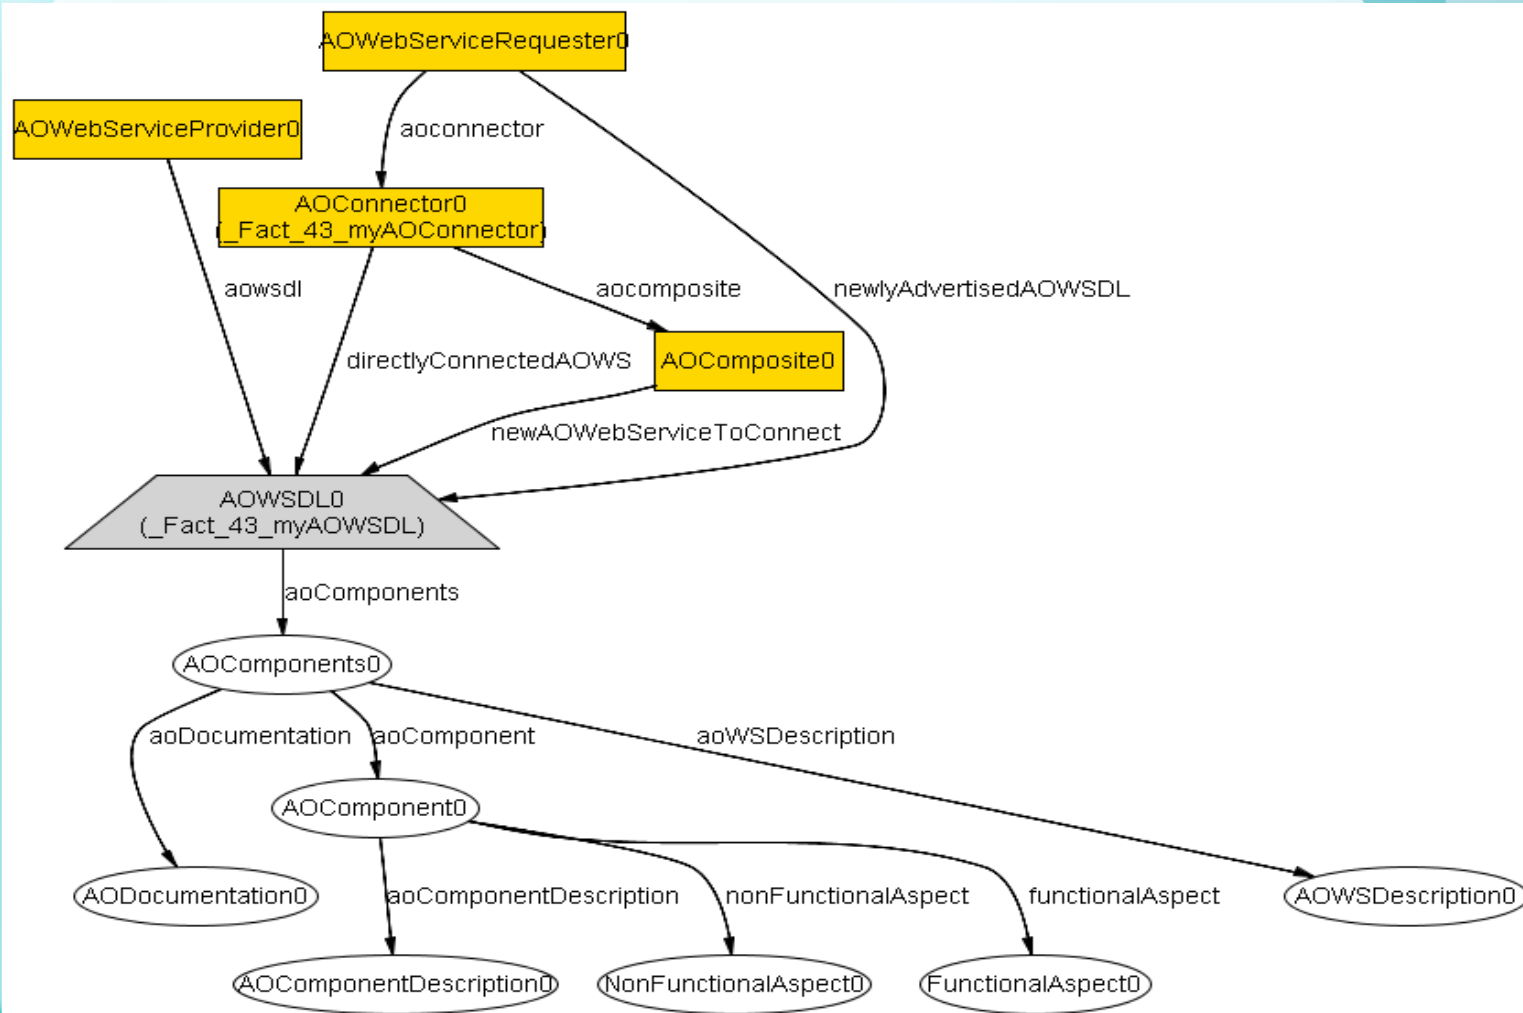 AOWebServiceRequester0
AOWebServiceProvider0
aoconnector
AOConnector0
(_Fact_43_myAOConnector)
aowsdl
aocomposite
newlyAdvertisedAOWSDL
directlyConnectedAOWS
AOComposite0
newAOWebServiceToConnect
AOWSDL0
(_Fact_43_myAOWSDL)
aoComponents
AOComponents0
aoDocumentation
aoComponent
aoWSDescription
AOComponent0
AODocumentation0
aoComponentDescription
nonFunctionalAspect
functionalAspect
AOWSDescription0
AOComponentDescription0
NonFunctionalAspect0
FunctionalAspect0